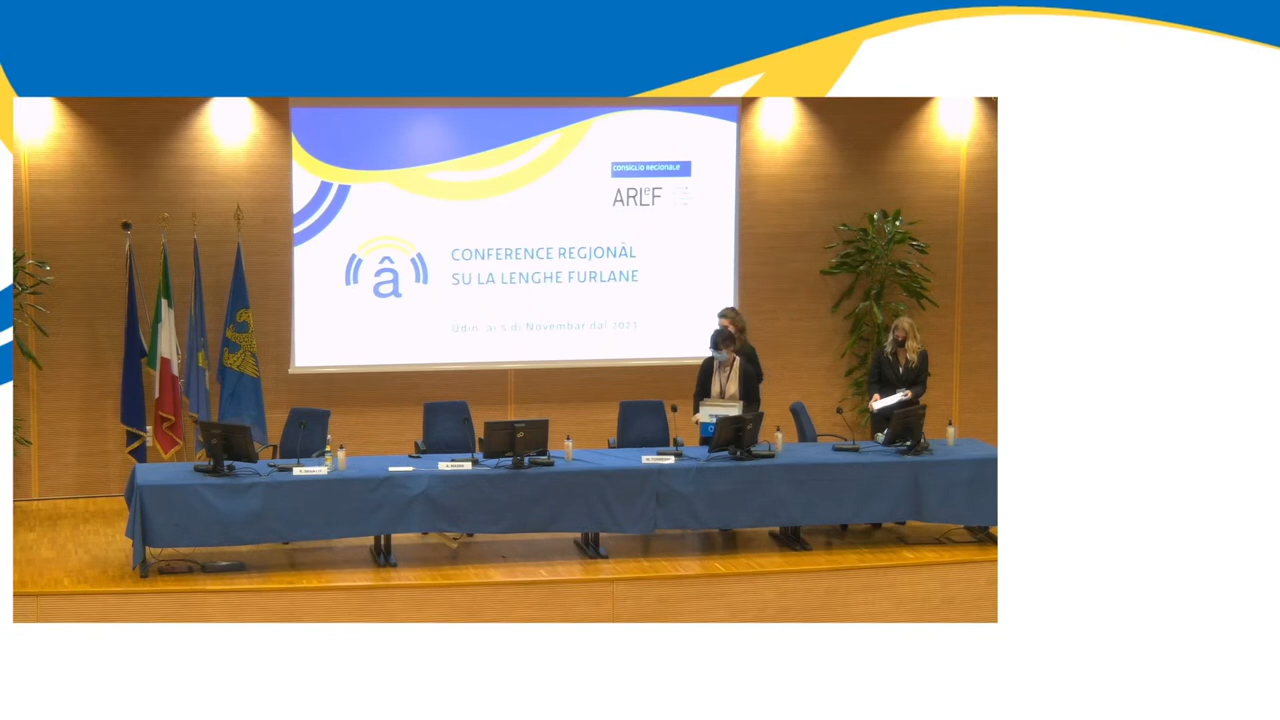 CONSIGLIO REGIONALE
ARLeF
â
CONFERENCE REGJONÂL
SU LA LENGHE FURLANE
Udin, ai 5 di Novembar dal 2021